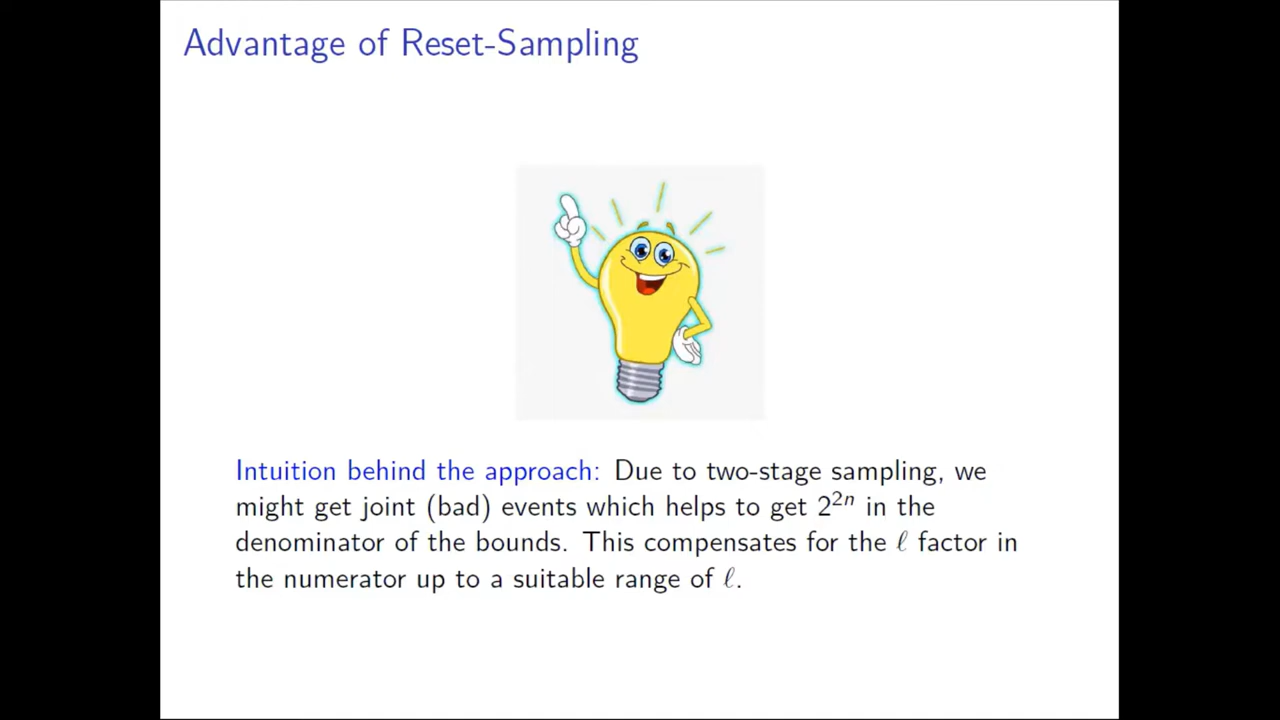 Advantage of Reset-Sampling
Intuition behind the approach: Due to two-stage sampling, we
might get joint (bad) events which helps to get 2²ⁿ in the
denominator of the bounds. This compensates for the ℓ factor in
the numerator up to a suitable range of ℓ.